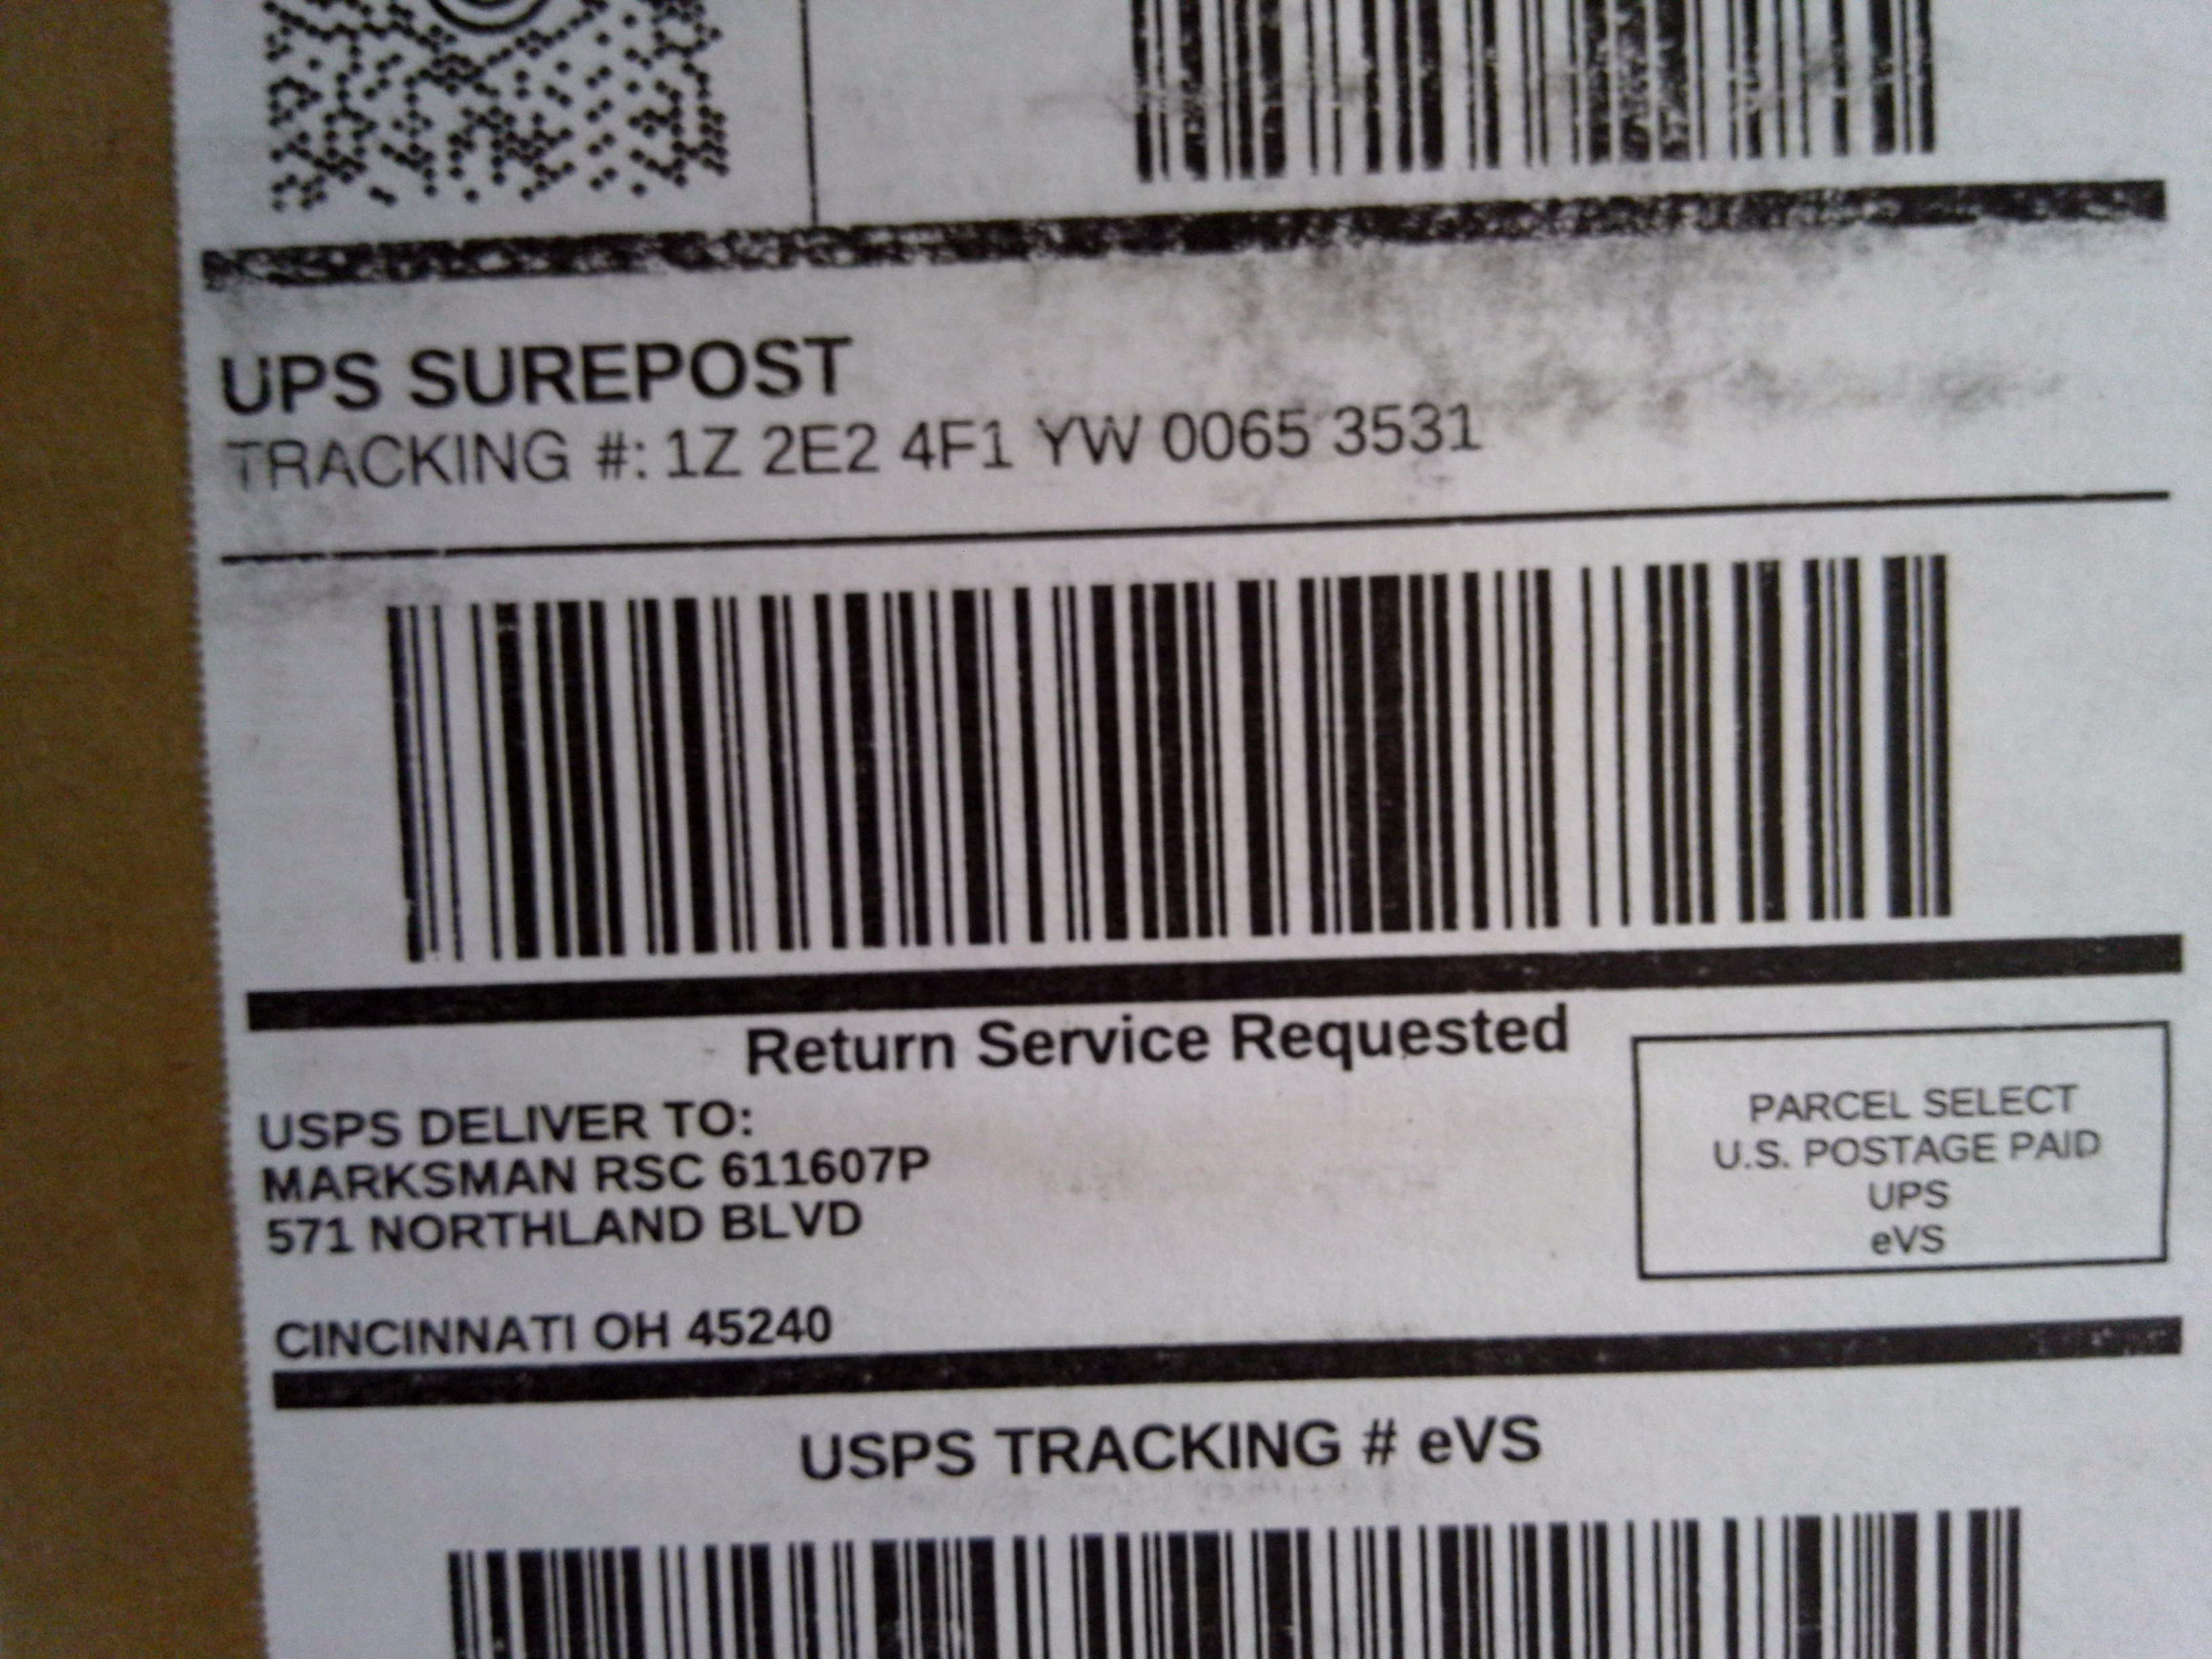 UPS SUREPOST
TRACKING #: 1Z 2E2 4F1 YW 0065 3531
Return Service Requested
USPS DELIVER TO:
MARKSMAN RSC 611607P
571 NORTHLAND BLVD
CINCINNATI OH 45240
PARCEL SELECT
U.S. POSTAGE PAID
UPS
eVS
USPS TRACKING # eVS